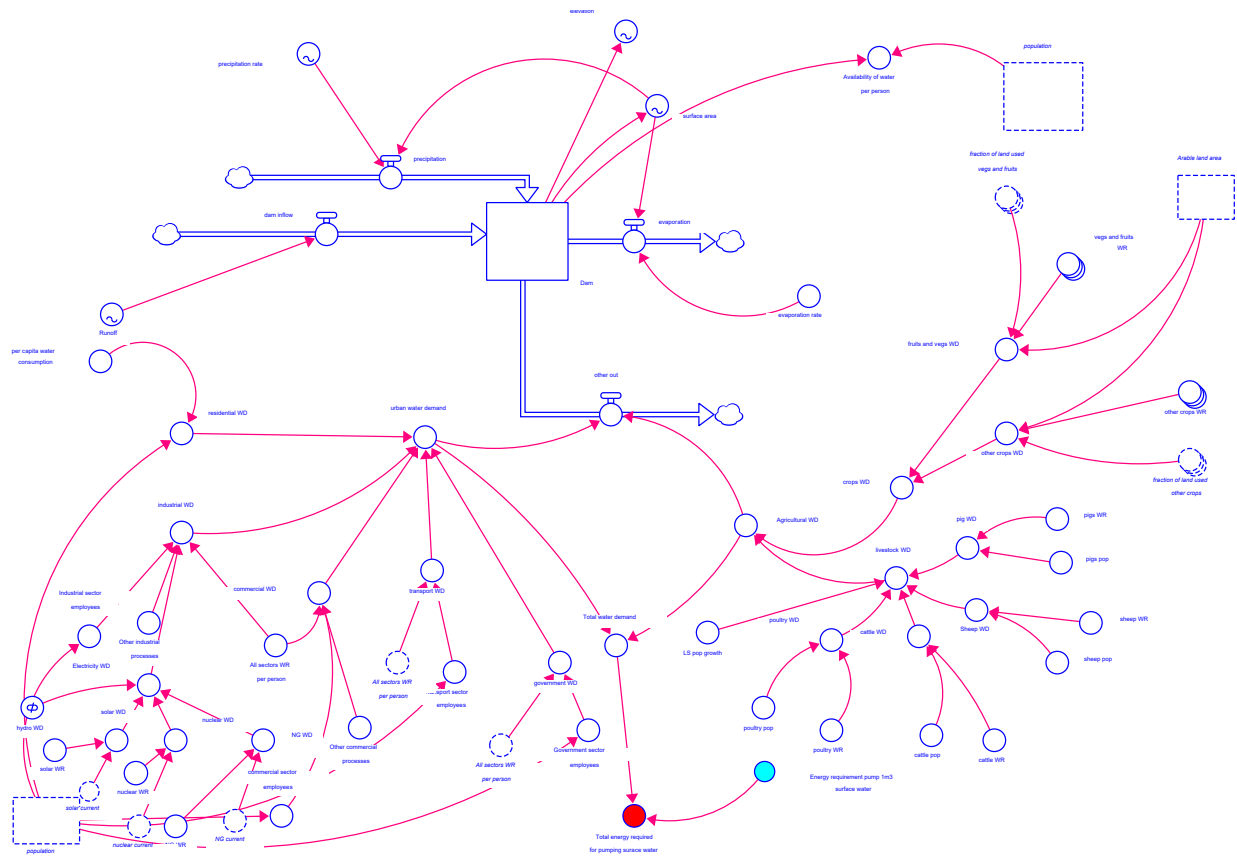 elevation
population
precipitation rate
Availability of water
per person
surface area
precipitation
fraction of land used
vegs and fruits
Arable land area
dam inflow
evaporation
vegs and fruits
WR
Dam
evaporation rate
Runoff
per capita water
consumption
fruits and vegs WD
other out
residential WD
urban water demand
other crops WR
other crops WD
crops WD
fraction of land used
other crops
industrial WD
Agricultural WD
pig WD
pigs WR
livestock WD
pigs pop
Industrial sector
employees
commercial WD
transport WD
Total water demand
poultry WD
cattle WD
Sheep WD
sheep WR
Other industrial
processes
Electricity WD
All sectors WR
per person
LS pop growth
sheep pop
All sectors WR
per person
sport sector
employees
government WD
solar WD
hydro WD
nuclear WD
NG WD
Other commercial
processes
poultry pop
poultry WR
cattle pop
cattle WR
solar WR
nuclear WR
commercial sector
employees
All sectors WR
per person
Government sector
employees
Energy requirement pump 1m3
surface water
solar current
nuclear current
WR
NG current
population
Total energy required
for pumping surace water